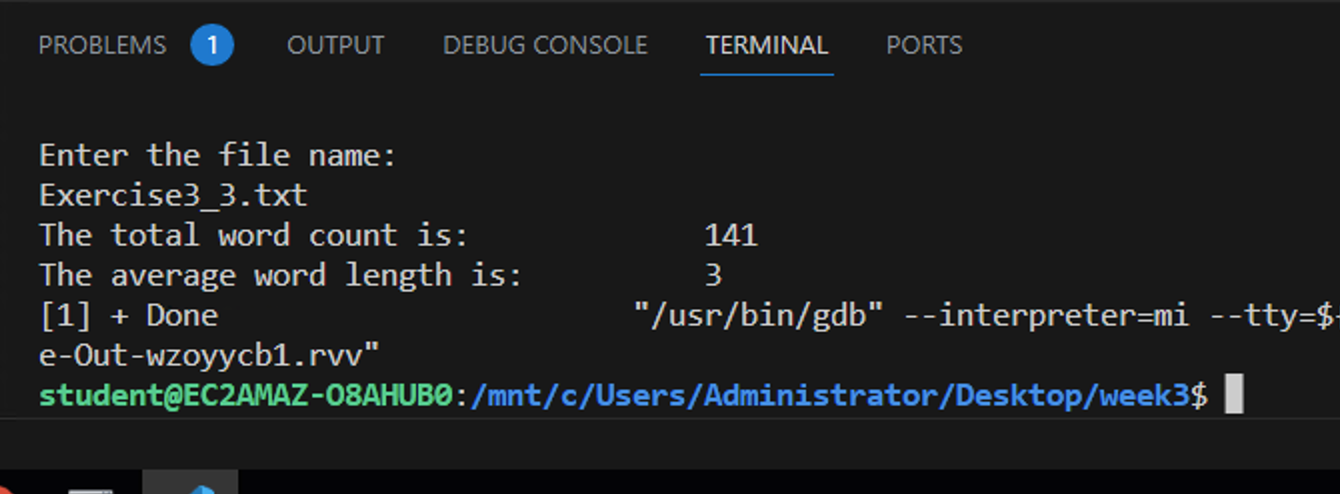 PROBLEMS 1 OUTPUT DEBUG CONSOLE TERMINAL PORTS
Enter the file name:
Exercise3_3.txt
The total word count is: 141
The average word length is: 3
[1] + Done "/usr/bin/gdb" --interpreter=mi --tty=$
e-Out-wzoyycb1.rvv"
student@EC2AMAZ-O8AHUB0:/mnt/c/Users/Administrator/Desktop/week3$